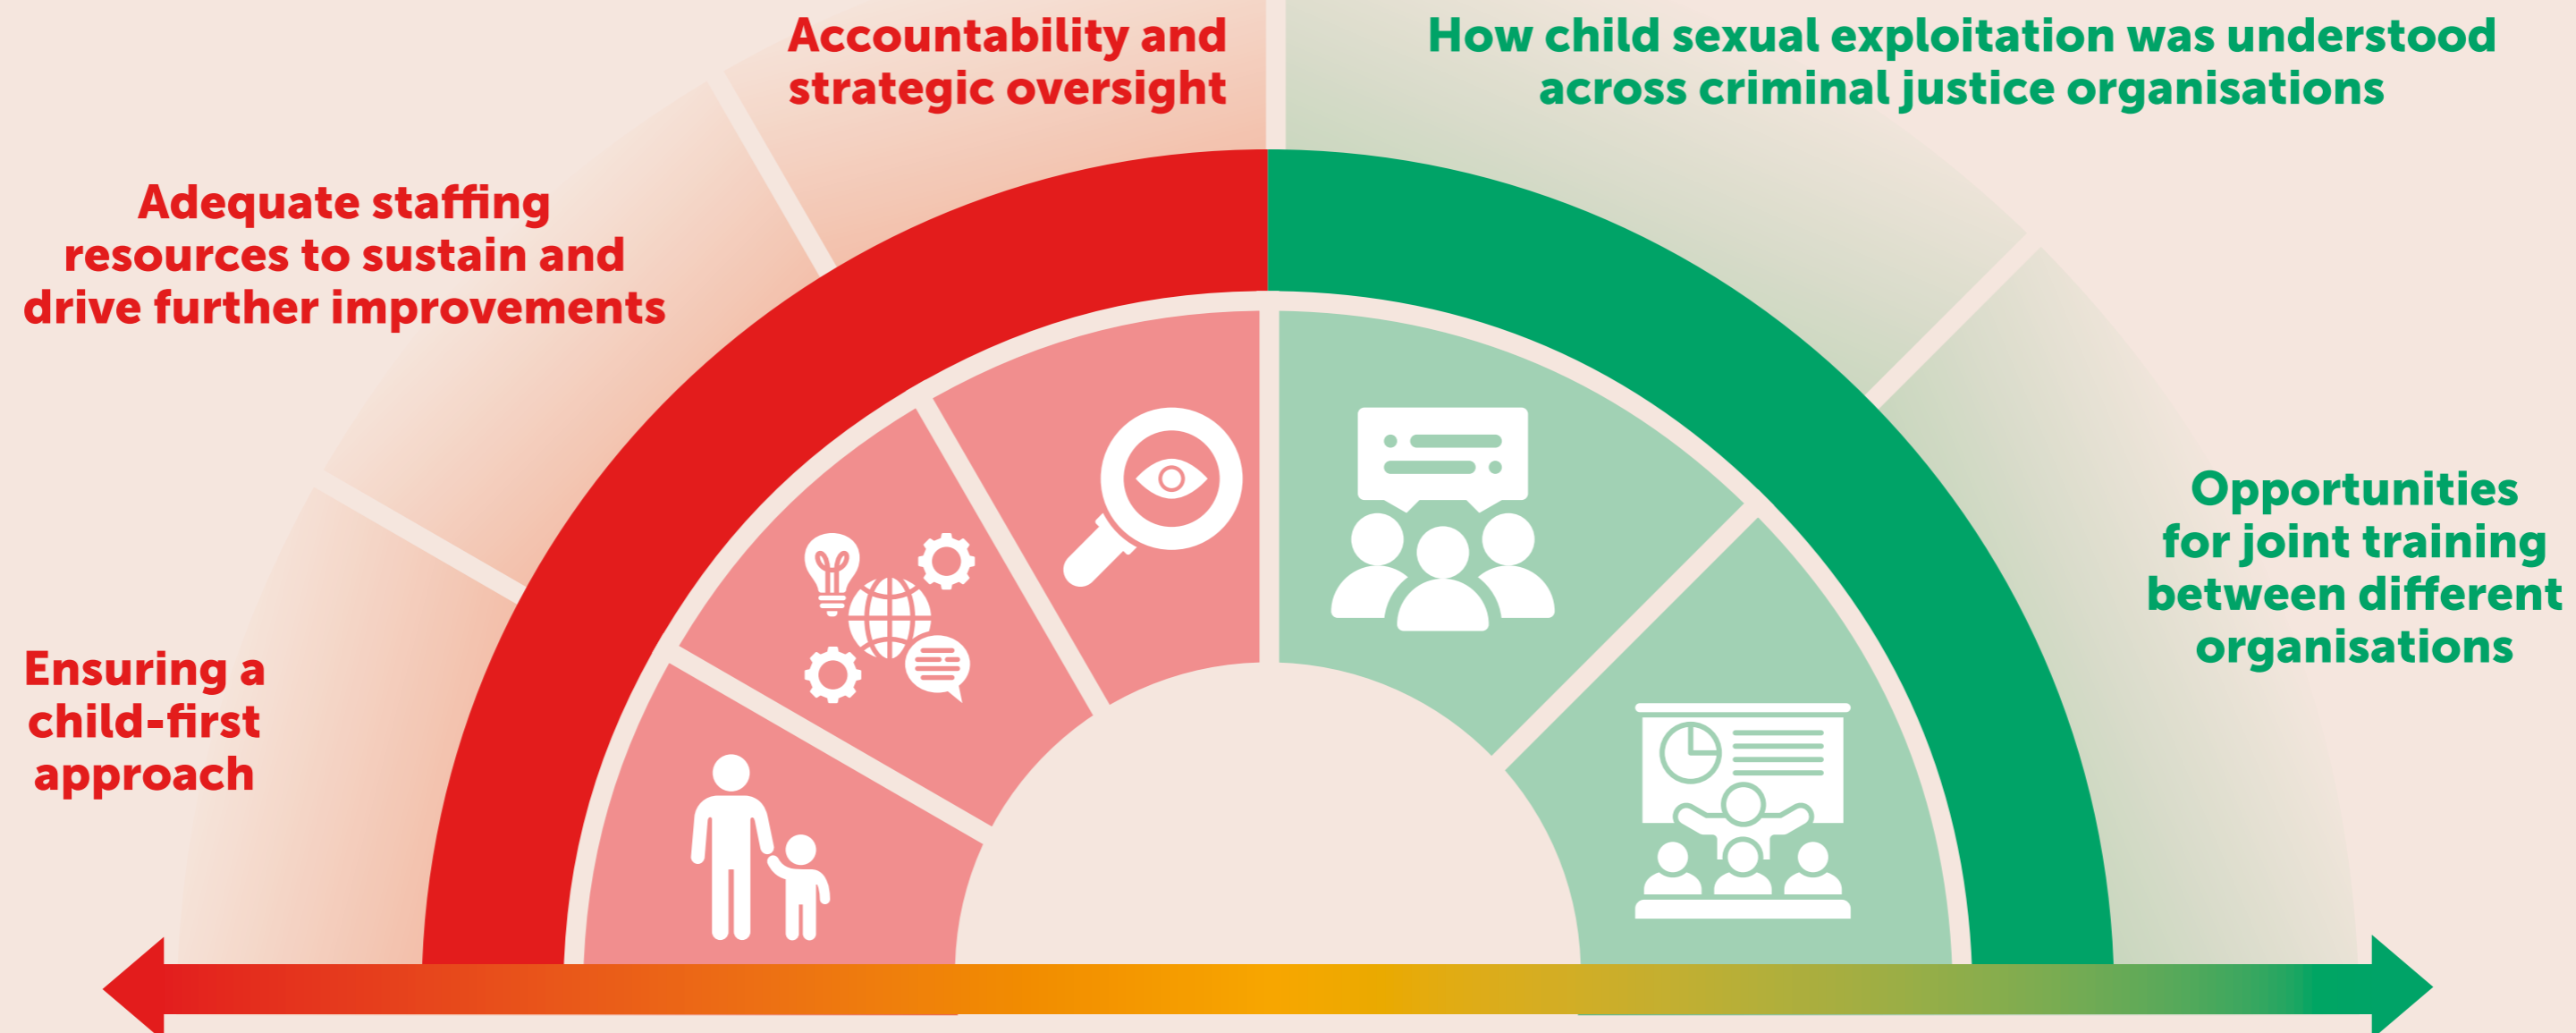 Accountability and
strategic oversight
How child sexual exploitation was understood
across criminal justice organisations
Adequate staffing
resources to sustain and
drive further improvements
Opportunities
for joint training
between different
organisations
Ensuring a
child-first
approach